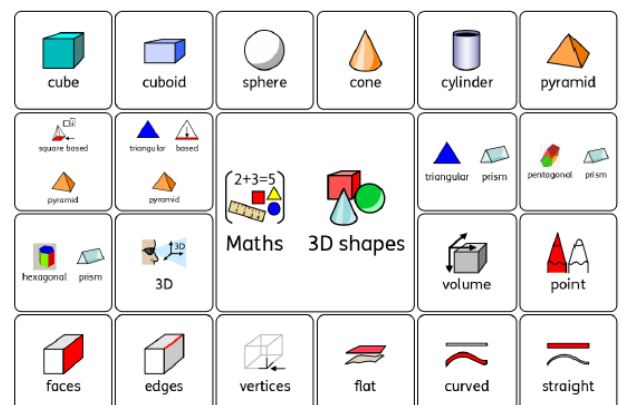 cube
cuboid
sphere
cone
cylinder
pyramid
square based
pyramid
triangular based
pyramid
2+3=5
Maths 3D shapes
triangular prism
pentagonal prism
hexagonal prism
3D
3D
volume
point
faces
edges
vertices
flat
curved
straight